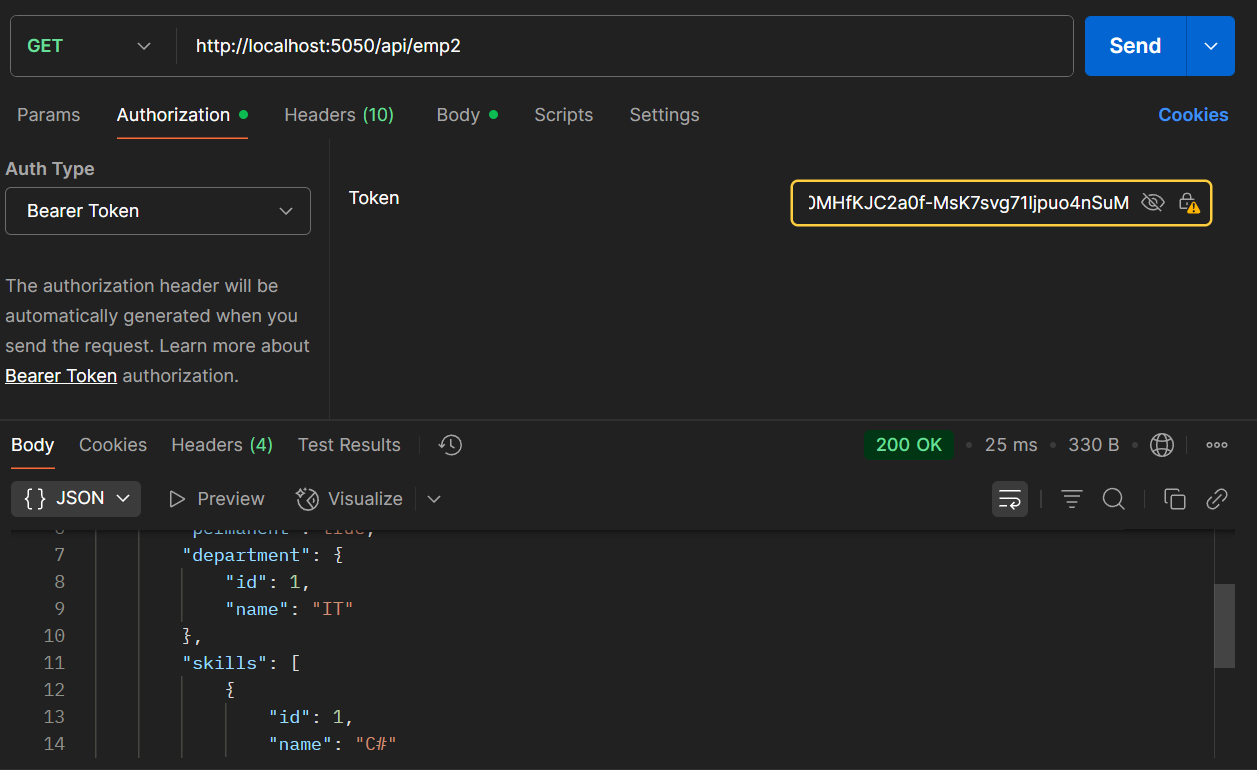 GET http://localhost:5050/api/emp2 Send
Params Authorization Headers (10) Body Scripts Settings Cookies
Auth Type
Bearer Token
Token
MHfKJC2a0f-MsK7svg71ljpuo4nSuM
The authorization header will be
automatically generated when you
send the request. Learn more about
Bearer Token authorization.
Body Cookies Headers (4) Test Results 200 OK 25 ms 330 B
{} JSON Preview Visualize
7 "department": {
8 "id": 1,
9 "name": "IT"
10 },
11 "skills": [
12 {
13 "id": 1,
14 "name": "C#"